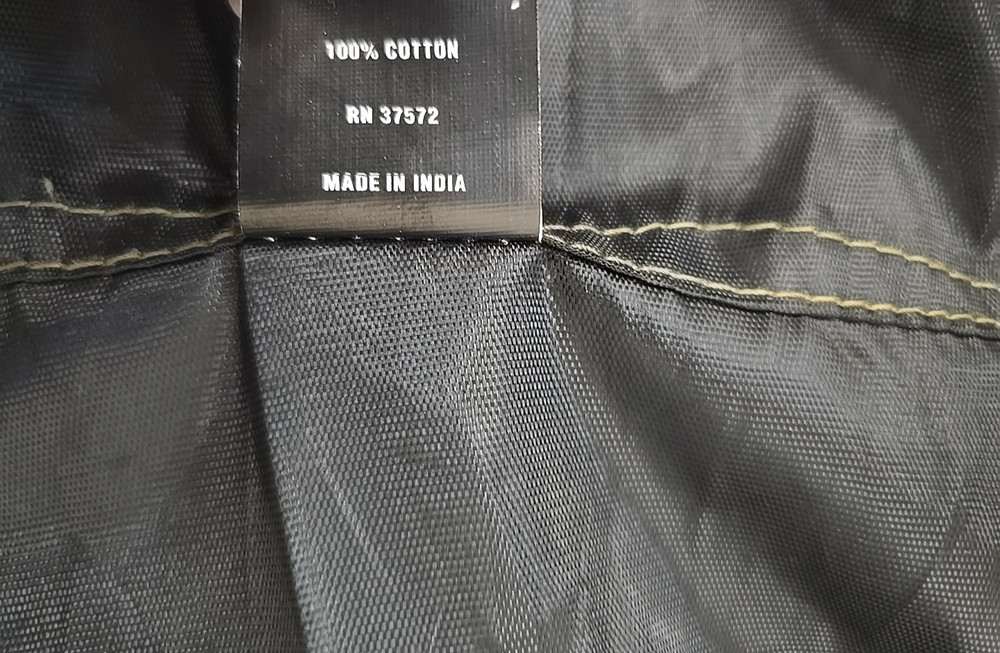 100% COTTON
RN 37572
MADE IN INDIA